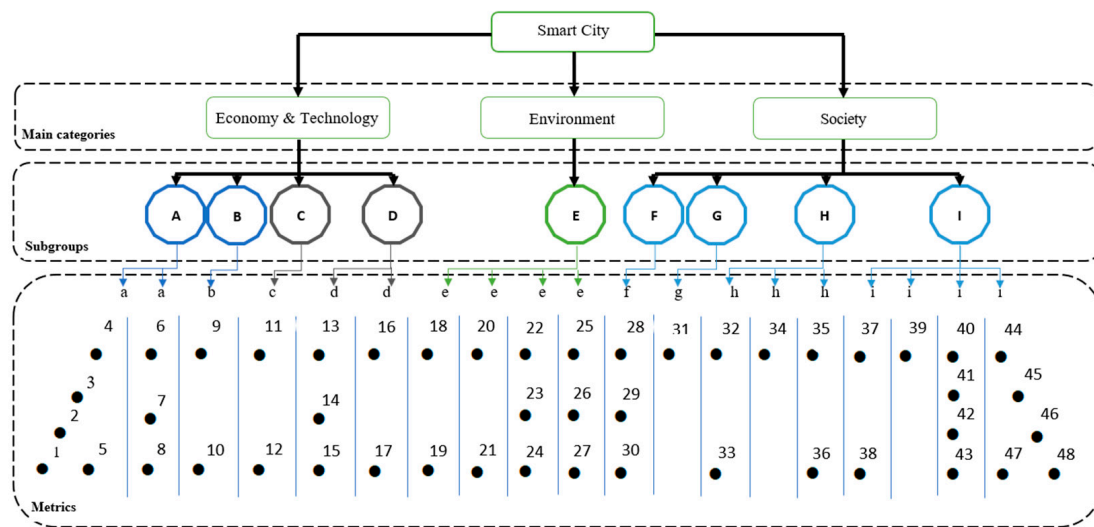 Smart City
Economy & Technology
Environment
Society
Main categories
A B C D E F G H I
Subgroups
a a b c d d e e e e f g h h h i i i i
4 6 9 11 13 16 18 20 22 25 28 31 32 34 35 37 39 40 44
3 41 45
7 14 23 26 29
2 42 46
1 5 8 10 12 15 17 19 21 24 27 30 33 36 38 43 47 48
Metrics